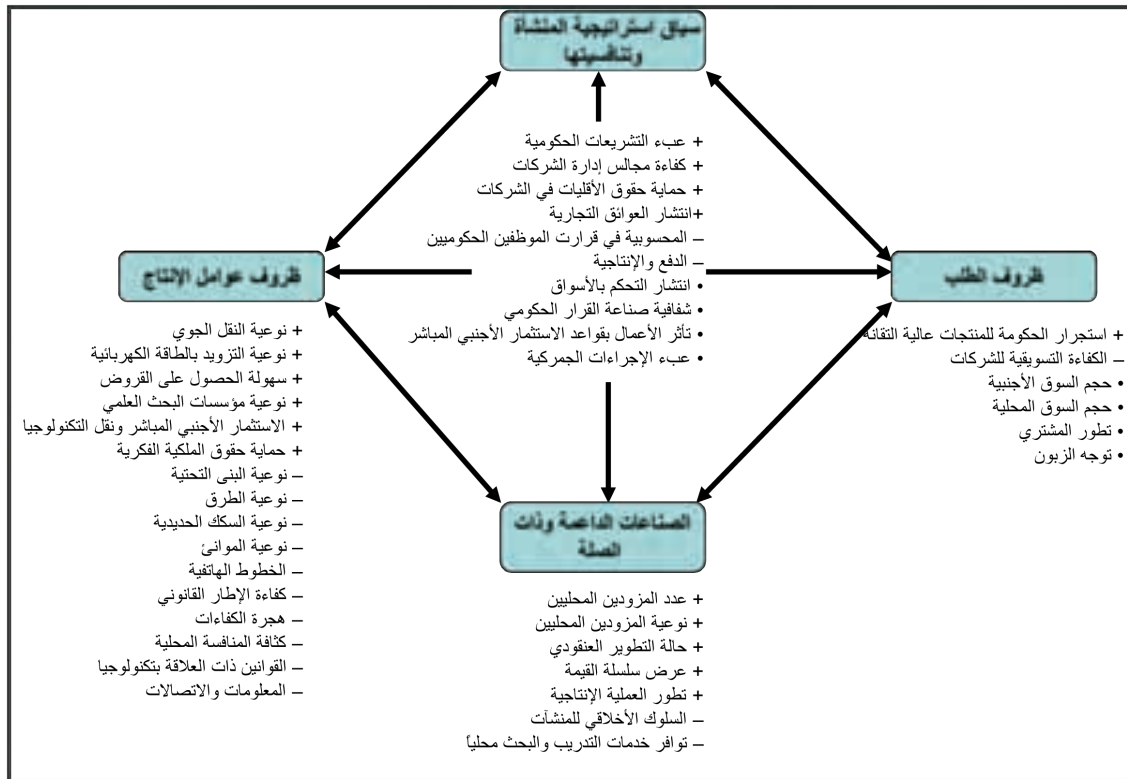 سياق استراتيجية المنشأة
وتنافسيتها
+ عبء التشريعات الحكومية
+ كفاءة مجالس إدارة الشركات
+ حماية حقوق الأقليات في الشركات
+انتشار العوائق التجارية
– المحسوبية في قرارت الموظفين الحكوميين
– الدفع والإنتاجية
• انتشار التحكم بالأسواق
• شفافية صناعة القرار الحكومي
• تأثر الأعمال بقواعد الاستثمار الأجنبي المباشر
• عبء الإجراءات الجمركية
ظروف الطلب
+ استجرار الحكومة للمنتجات عالية التقانة
– الكفاءة التسويقية للشركات
• حجم السوق الأجنبية
• حجم السوق المحلية
• تطور المشتري
• توجه الزبون
ظروف عوامل الإنتاج
+ نوعية النقل الجوي
+ نوعية التزويد بالطاقة الكهربائية
+ سهولة الحصول على القروض
+ نوعية مؤسسات البحث العلمي
+ الاستثمار الأجنبي المباشر ونقل التكنولوجيا
+ حماية حقوق الملكية الفكرية
– نوعية البنى التحتية
– نوعية الطرق
– نوعية السكك الحديدية
– نوعية الموانئ
– الخطوط الهاتفية
– كفاءة الإطار القانوني
– هجرة الكفاءات
– كثافة المنافسة المحلية
– القوانين ذات العلاقة بتكنولوجيا
– المعلومات والاتصالات
الصناعات الداعمة وذات
الصلة
+ عدد المزودين المحليين
+ نوعية المزودين المحليين
+ حالة التطوير العنقودي
+ عرض سلسلة القيمة
+ تطور العملية الإنتاجية
– السلوك الأخلاقي للمنشآت
– توافر خدمات التدريب والبحث محلياً